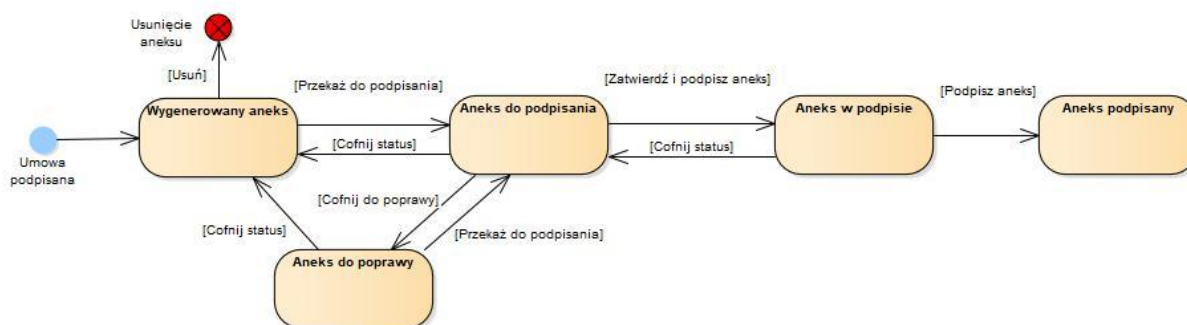 Usunięcie
aneksu
[Usuń]
[Przekaż do podpisania]
[Zatwierdź i podpisz aneks]
[Podpisz aneks]
Wygenerowany aneks
Aneks do podpisania
Aneks w podpisie
Aneks podpisany
[Cofnij status]
[Cofnij status]
Umowa
podpisana
[Cofnij do poprawy]
[Cofnij status]
[Przekaż do podpisania]
Aneks do poprawy